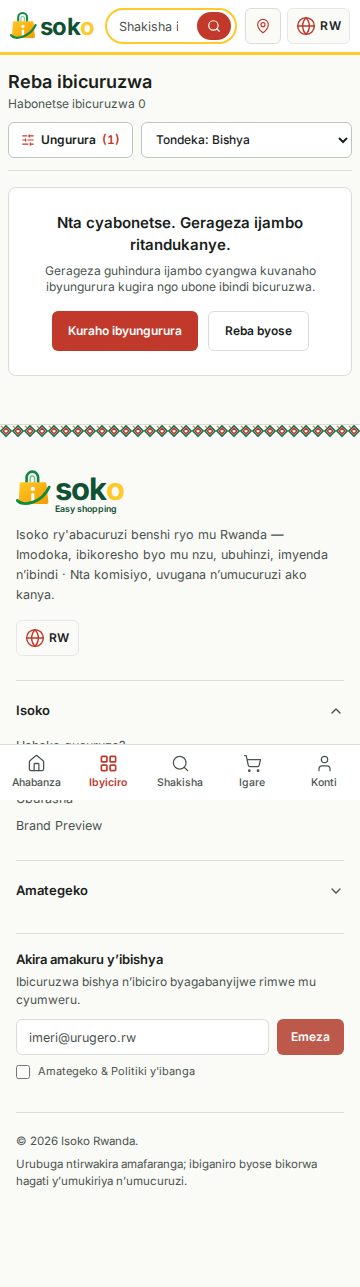 soko
Shakisha i
RW
Reba ibicuruzwa
Habonetse ibicuruzwa 0
Ungurura (1)
Tondeka: Bishya
Nta cyabonetse. Gerageza ijambo
ritandukanye.
Gerageza guhindura ijambo cyangwa kuvanaho
ibyungurura kugira ngo ubone ibindi bicuruzwa.
Kuraho ibyungurura
Reba byose
soko
Easy shopping
Isoko ry'abacuruzi benshi ryo mu Rwanda —
Imodoka, ibikoresho byo mu nzu, ubuhinzi, imyenda
n'ibindi · Nta komisiyo, uvugana n'umucuruzi ako
kanya.
RW
Isoko
Ahabanza
Ibyiciro
Shakisha
Igare
Konti
Brand Preview
Amategeko
Akira amakuru y'ibishya
Ibicuruzwa bishya n'ibiciro byagabanyijwe rimwe mu
cyumweru.
imeri@urugero.rw
Emeza
Amategeko & Politiki y'ibanga
© 2026 Isoko Rwanda.
Urubuga ntirwakira amafaranga; ibiganiro byose bikorwa
hagati y'umukiriya n'umucuruzi.